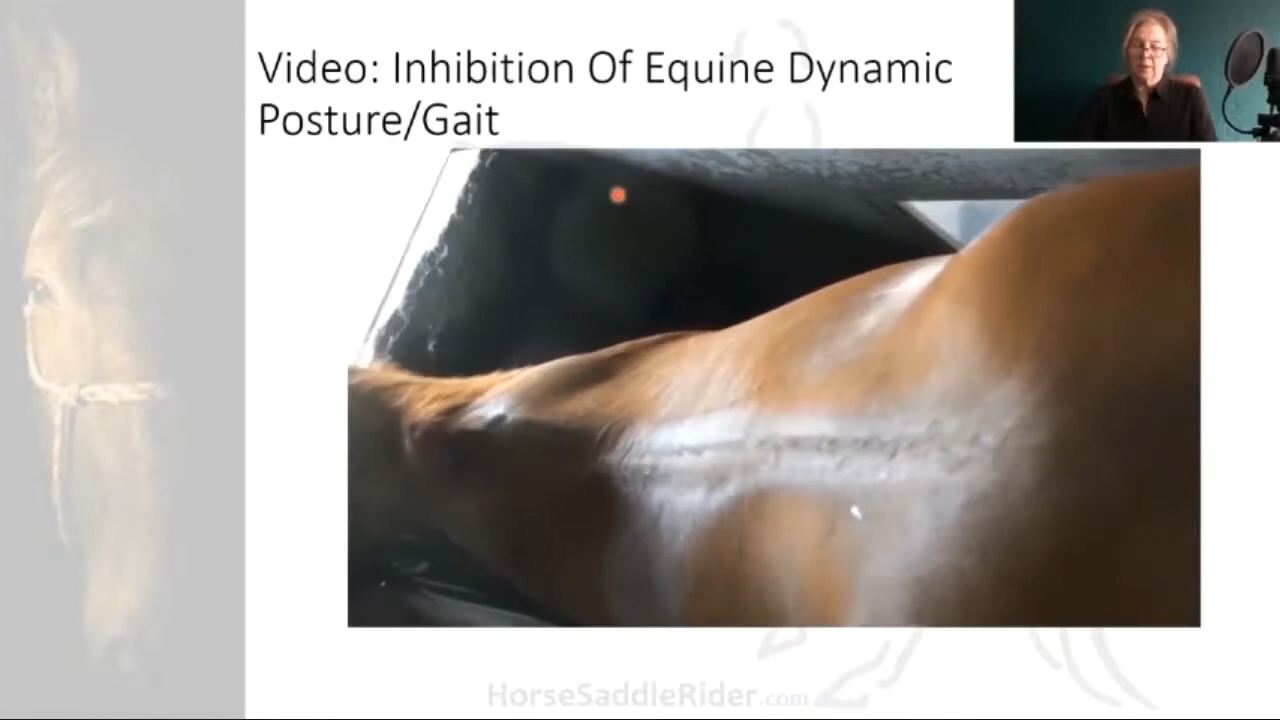 Video: Inhibition Of Equine Dynamic
Posture/Gait
HorseSaddleRider.com